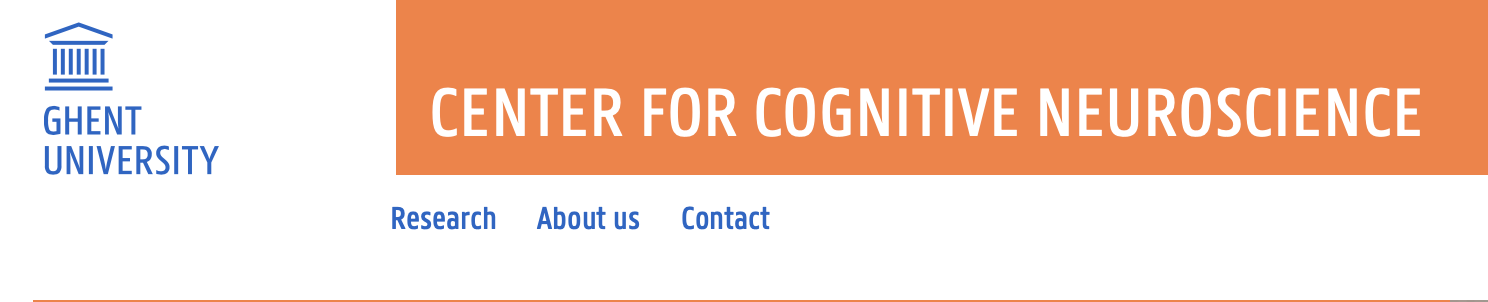 GHENT
UNIVERSITY
CENTER FOR COGNITIVE NEUROSCIENCE
Research About us Contact